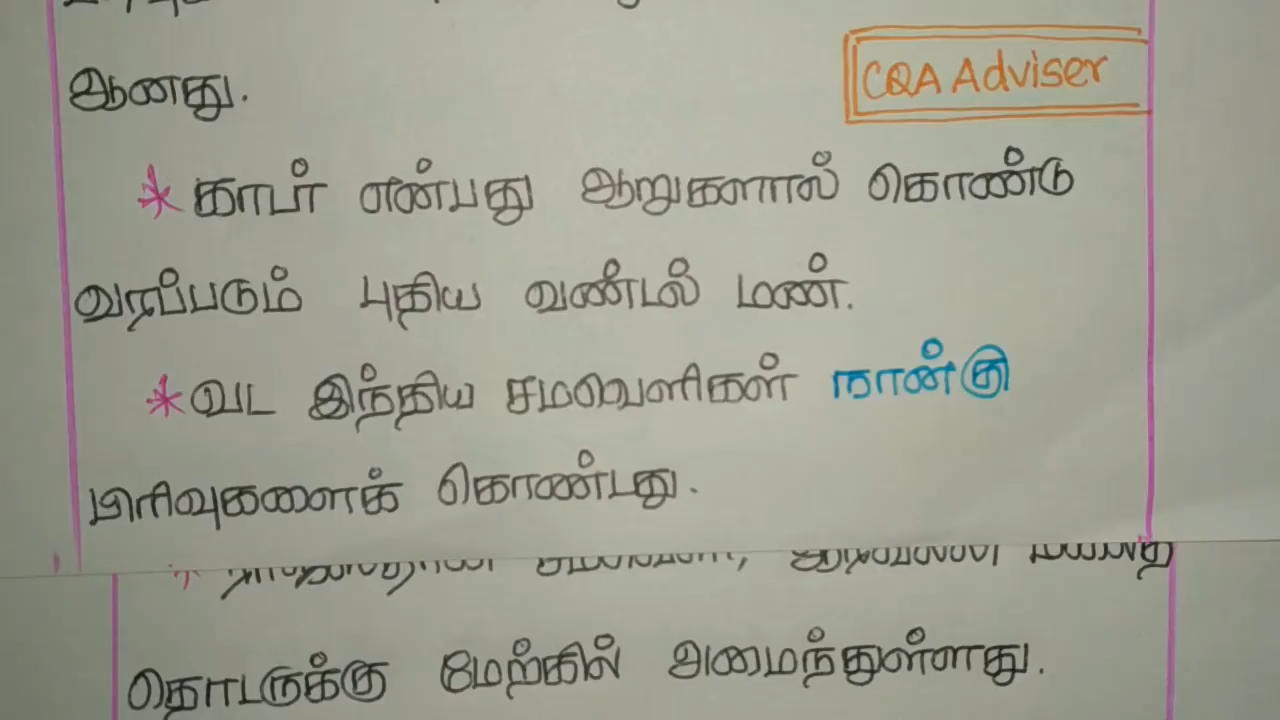 ஆனது.
CQA Adviser
* காபர் என்பது ஆறுகளால் கொண்டு
வரப்படும் புதிய வண்டல் மண்.
* வட இந்திய சமவெளிகள் நான்கு
பிரிவுகளைக் கொண்டது.
தொடருக்கு மேற்கில் அமைந்துள்ளது.